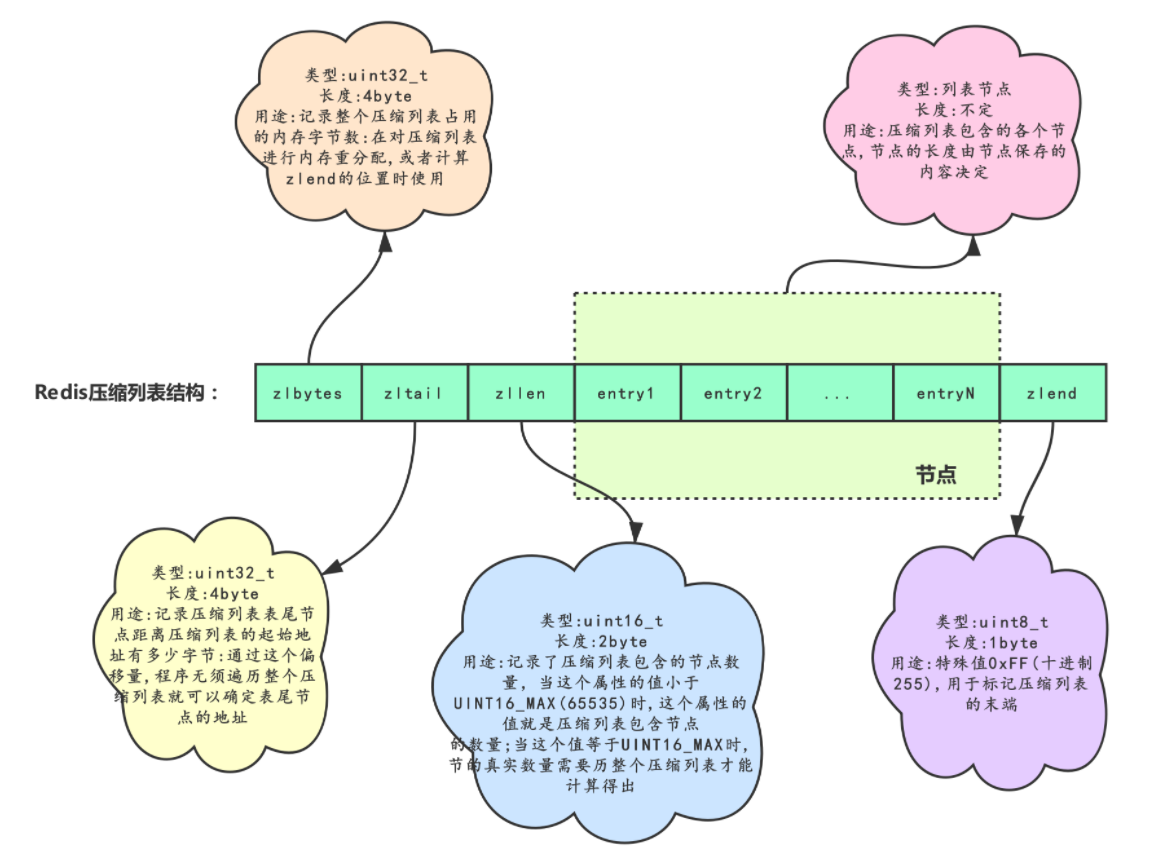 类型:uint32_t
长度:4byte
用途:记录整个压缩列表占用
的内存字节数:在对压缩列表
进行内存重分配,或者计算
zlend的位置时使用
类型:列表节点
长度:不定
用途:压缩列表包含的各个节
点,节点的长度由节点保存的
内容决定
Redis压缩列表结构：
zlbytes
zltail
zllen
entry1
entry2
...
entryN
zlend
节点
类型:uint32_t
长度:4byte
用途:记录压缩列表表尾节
点距离压缩列表的起始地
址有多少字节:通过这个偏
移量,程序无须遍历整个压
缩列表就可以确定表尾节
点的地址
类型:uint16_t
长度:2byte
用途:记录了压缩列表包含的节点数
量, 当这个属性的值小于
UINT16_MAX(65535)时,这个属性的
值就是压缩列表包含节点
的数量;当这个值等于UINT16_MAX时,
节的真实数量需要历整个压缩列表才能
计算得出
类型:uint8_t
长度:1byte
用途:特殊值0xFF(十进制
255),用于标记压缩列表
的末端